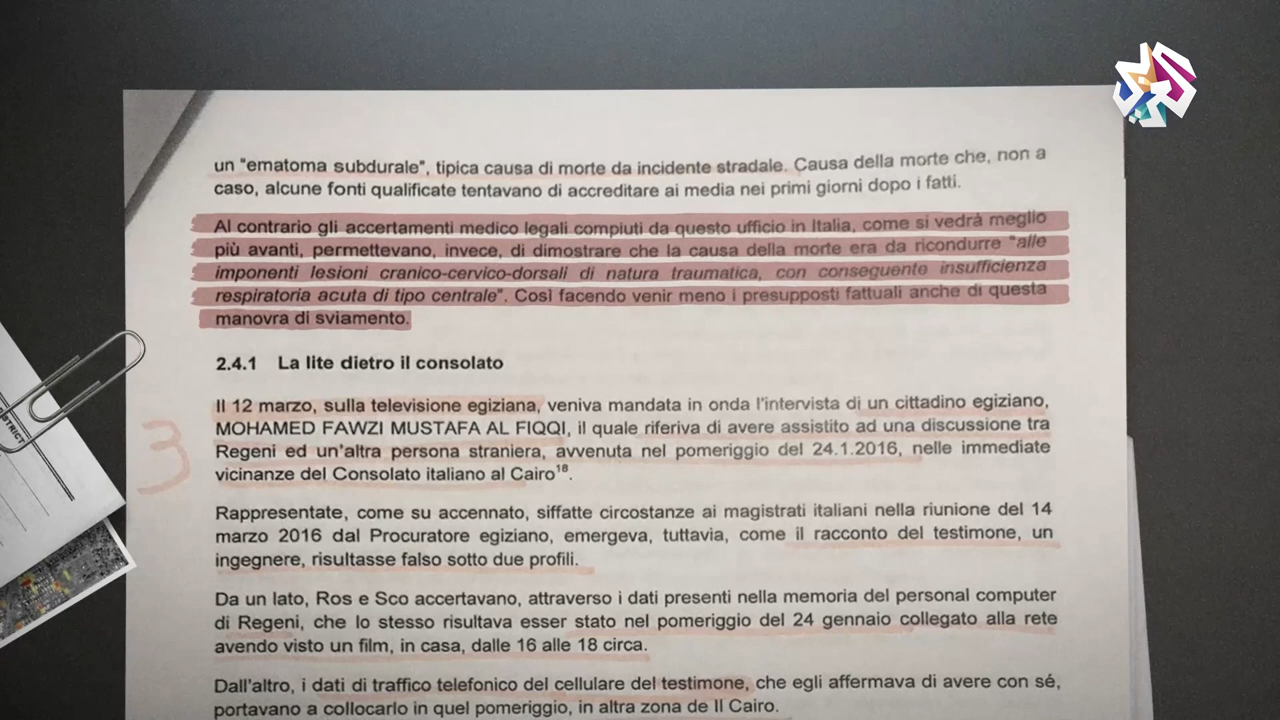 un "ematoma subdurale", tipica causa di morte da incidente stradale. Causa della morte che, non a
caso, alcune fonti qualificate tentavano di accreditare ai media nei primi giorni dopo i fatti.
Al contrario gli accertamenti medico legali compiuti da questo ufficio in Italia, come si vedrà meglio
più avanti, permettevano, invece, di dimostrare che la causa della morte era da ricondurre "alle
imponenti lesioni cranico-cervico-dorsali di natura traumatica, con conseguente insufficienza
respiratoria acuta di tipo centrale". Così facendo venir meno i presupposti fattuali anche di questa
manovra di sviamento.
2.4.1 La lite dietro il consolato
Il 12 marzo, sulla televisione egiziana, veniva mandata in onda l'intervista di un cittadino egiziano,
MOHAMED FAWZI MUSTAFA AL FIQQI, il quale riferiva di avere assistito ad una discussione tra
Regeni ed un'altra persona straniera, avvenuta nel pomeriggio del 24.1.2016, nelle immediate
vicinanze del Consolato italiano al Cairo18.
3
Rappresentate, come su accennato, siffatte circostanze ai magistrati italiani nella riunione del 14
marzo 2016 dal Procuratore egiziano, emergeva, tuttavia, come il racconto del testimone, un
ingegnere, risultasse falso sotto due profili.
Da un lato, Ros e Sco accertavano, attraverso i dati presenti nella memoria del personal computer
di Regeni, che lo stesso risultava esser stato nel pomeriggio del 24 gennaio collegato alla rete
avendo visto un film, in casa, dalle 16 alle 18 circa.
Dall'altro, i dati di traffico telefonico del cellulare del testimone, che egli affermava di avere con sé,
portavano a collocarlo in quel pomeriggio, in altra zona de Il Cairo.